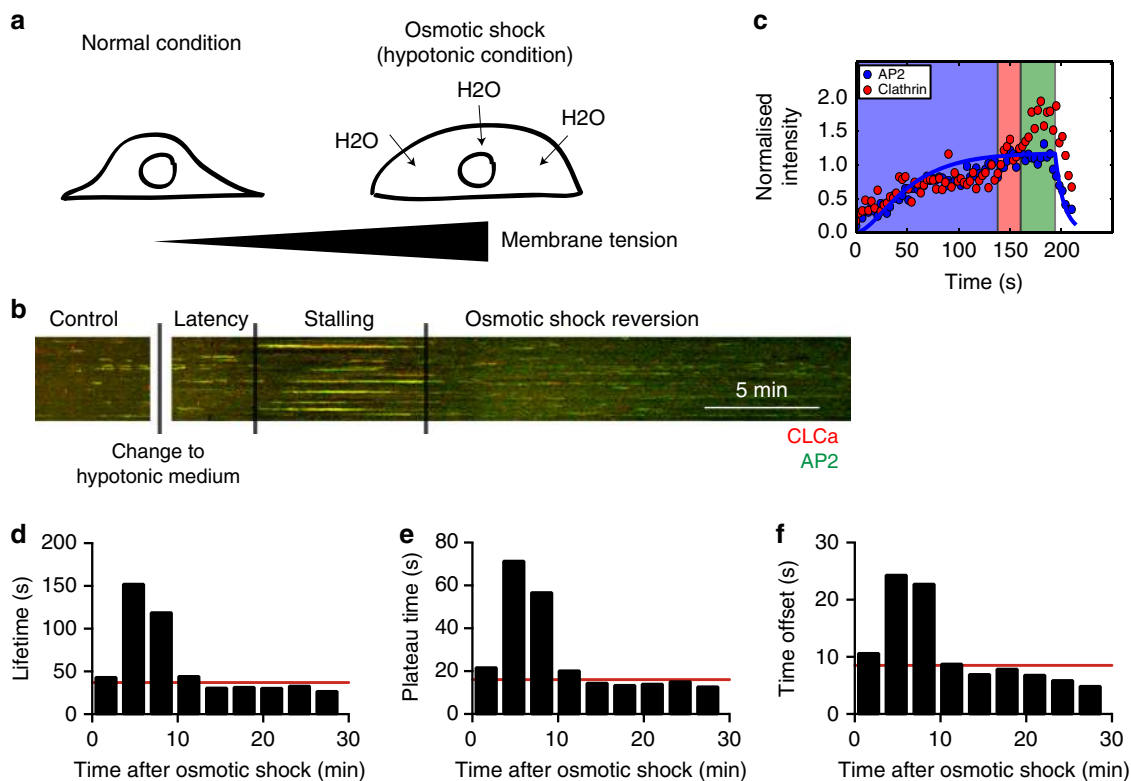 a
Normal condition
Osmotic shock
(hypotonic condition)
H2O
H2O
H2O
Membrane tension
c
AP2
Clathrin
Normalised
intensity
2.0
1.5
1.0
0.5
0.0
0 50 100 150 200
Time (s)
b
Control
Latency
Stalling
Osmotic shock reversion
5 min
Change to
hypotonic medium
CLCa
AP2
d
Lifetime (s)
200
150
100
50
0
0 10 20 30
Time after osmotic shock (min)
e
Plateau time (s)
80
60
40
20
0
0 10 20 30
Time after osmotic shock (min)
f
Time offset (s)
30
20
10
0
0 10 20 30
Time after osmotic shock (min)